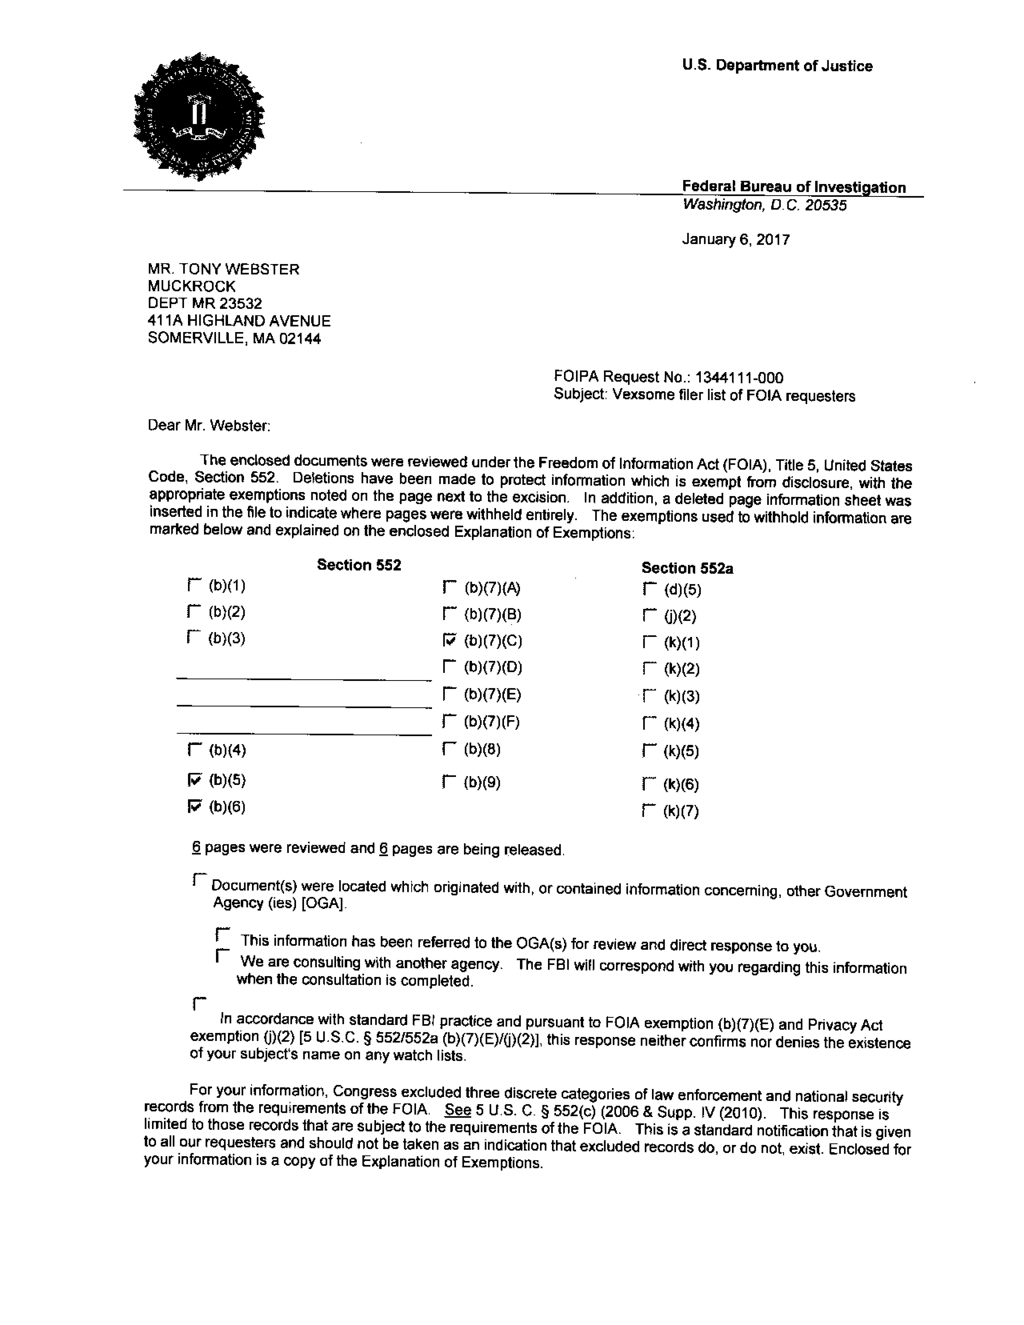 U.S. Department of Justice
Federal Bureau of Investigation
Washington, D.C. 20535
January 6, 2017
MR. TONY WEBSTER
MUCKROCK
DEPT MR 23532
411A HIGHLAND AVENUE
SOMERVILLE, MA 02144
FOIPA Request No.: 1344111-000
Subject: Vexsome filer list of FOIA requesters
Dear Mr. Webster:
The enclosed documents were reviewed under the Freedom of Information Act (FOIA), Title 5, United States
Code, Section 552. Deletions have been made to protect information which is exempt from disclosure, with the
appropriate exemptions noted on the page next to the excision. In addition, a deleted page information sheet was
inserted in the file to indicate where pages were withheld entirely. The exemptions used to withhold information are
marked below and explained on the enclosed Explanation of Exemptions:
Section 552 Section 552a
(b)(1) (b)(7)(A) (d)(5)
(b)(2) (b)(7)(B) (j)(2)
(b)(3) (b)(7)(C) (k)(1)
(b)(7)(D) (k)(2)
(b)(7)(E) (k)(3)
(b)(7)(F) (k)(4)
(b)(4) (b)(8) (k)(5)
(b)(5) (b)(9) (k)(6)
(b)(6) (k)(7)
6 pages were reviewed and 6 pages are being released.
Document(s) were located which originated with, or contained information concerning, other Government
Agency (ies) [OGA].
This information has been referred to the OGA(s) for review and direct response to you.
We are consulting with another agency. The FBI will correspond with you regarding this information
when the consultation is completed.
In accordance with standard FBI practice and pursuant to FOIA exemption (b)(7)(E) and Privacy Act
exemption (j)(2) [5 U.S.C. § 552/552a (b)(7)(E)/(j)(2)], this response neither confirms nor denies the existence
of your subject's name on any watch lists.
For your information, Congress excluded three discrete categories of law enforcement and national security
records from the requirements of the FOIA. See 5 U.S. C. § 552(c) (2006 & Supp. IV (2010). This response is
limited to those records that are subject to the requirements of the FOIA. This is a standard notification that is given
to all our requesters and should not be taken as an indication that excluded records do, or do not, exist. Enclosed for
your information is a copy of the Explanation of Exemptions.